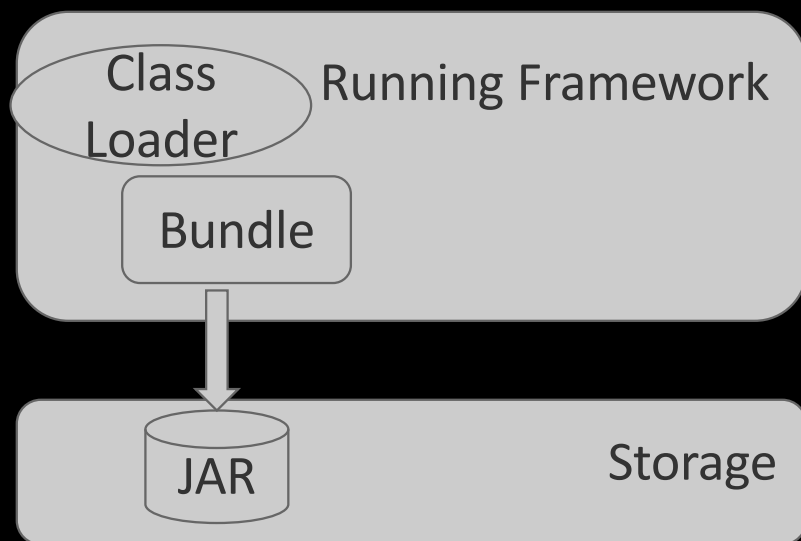 Class
Loader
Running Framework
Bundle
JAR
Storage